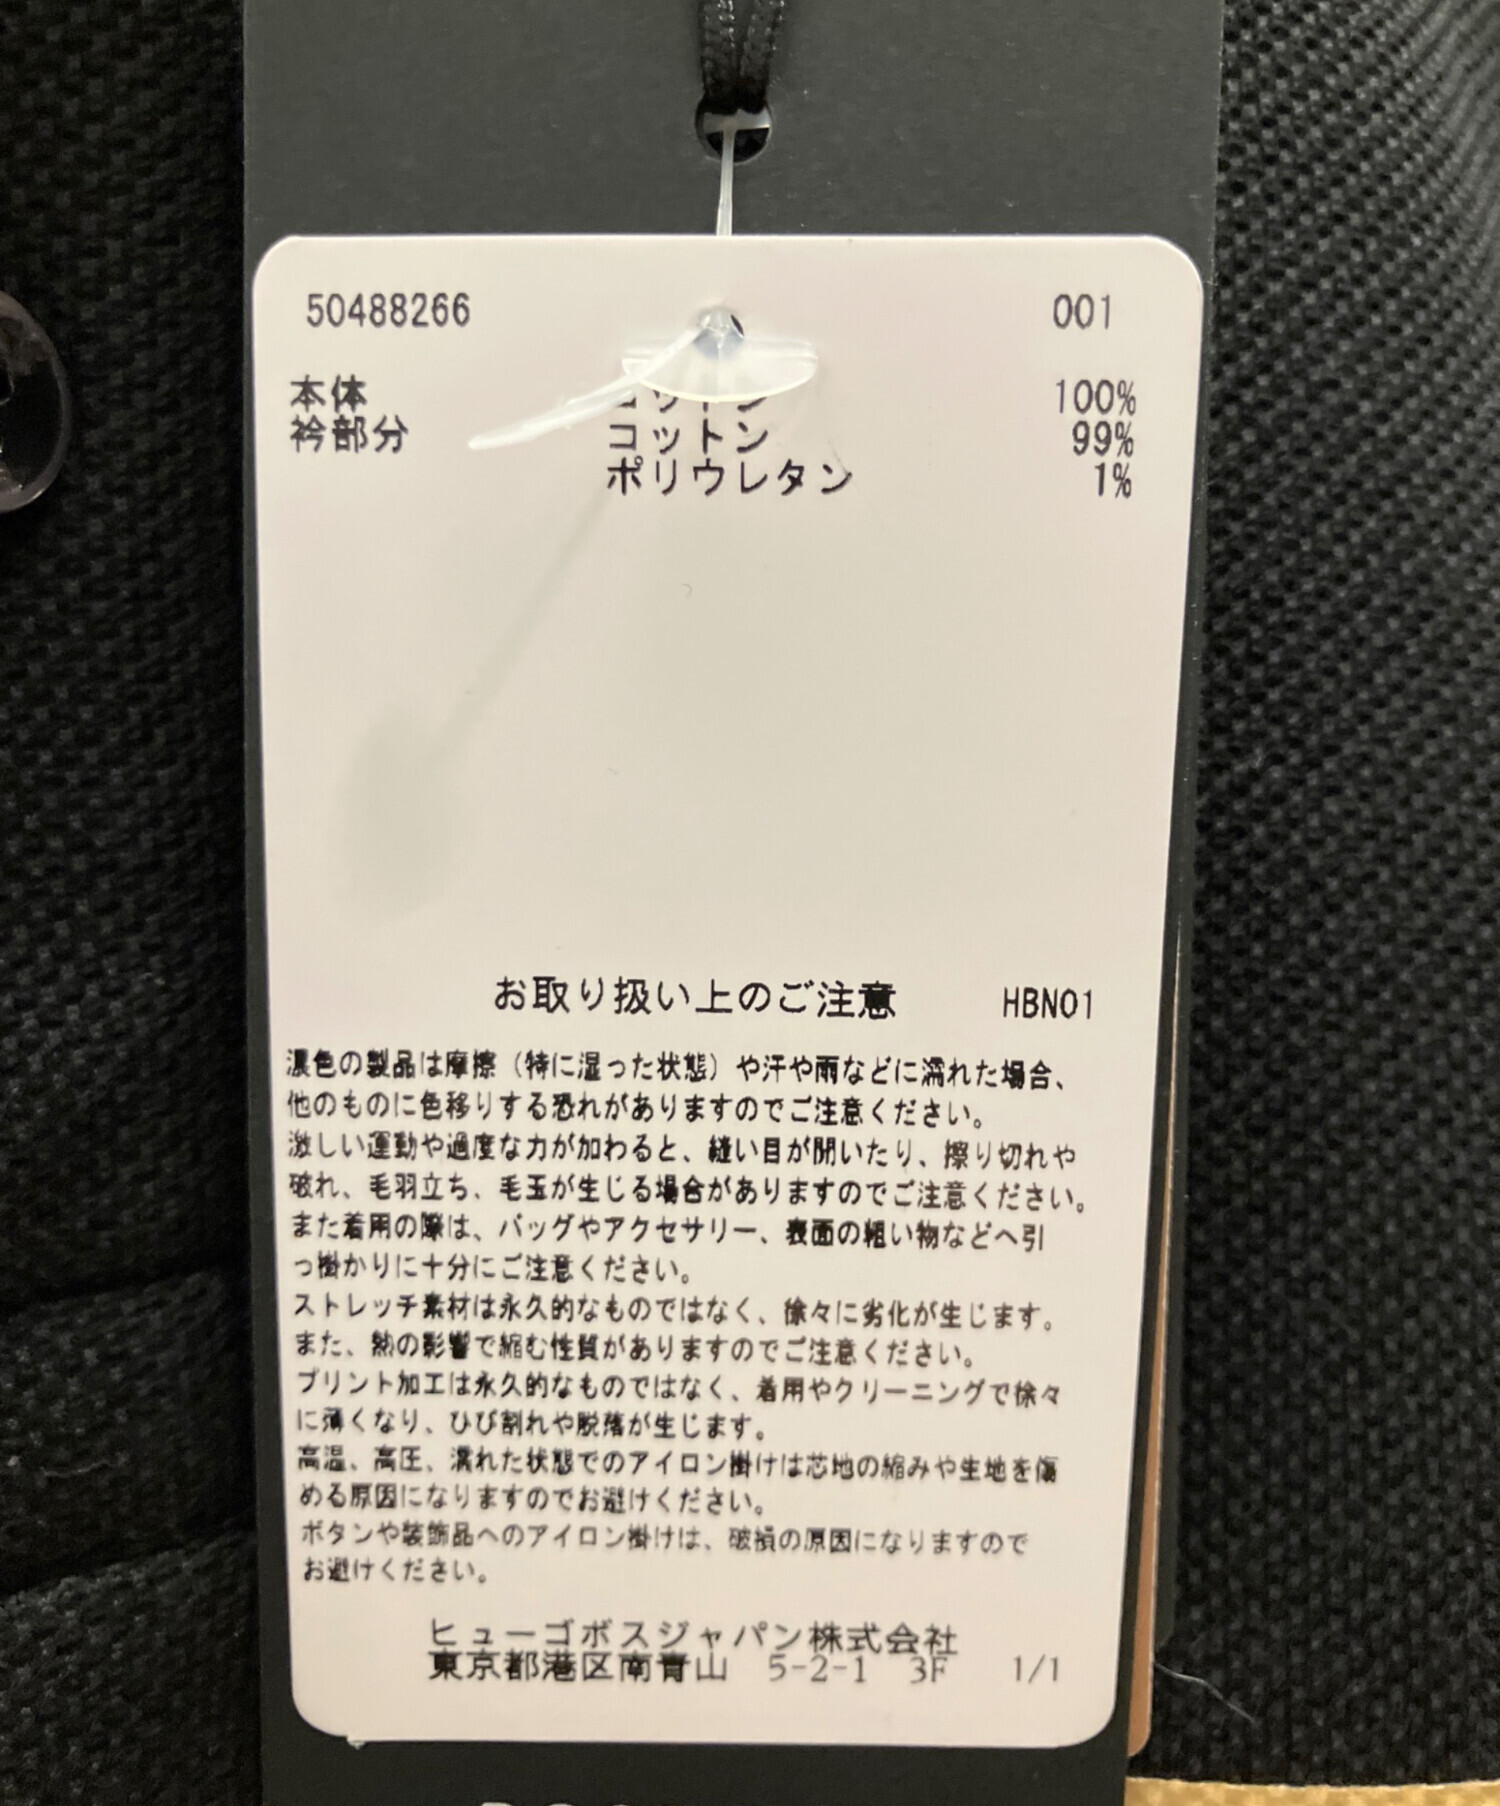 50488266 001
本体 コットン 100%
衿部分 コットン 99%
ポリウレタン 1%
お取り扱い上のご注意 HBN01
濃色の製品は摩擦（特に湿った状態）や汗や雨などに濡れた場合、
他のものに色移りする恐れがありますのでご注意ください。
激しい運動や過度な力が加わると、縫い目が開いたり、擦り切れや
破れ、毛羽立ち、毛玉が生じる場合がありますのでご注意ください。
また着用の際は、バッグやアクセサリー、表面の粗い物などへ引
っ掛かりに十分にご注意ください。
ストレッチ素材は永久的なものではなく、徐々に劣化が生じます。
また、熱の影響で縮む性質がありますのでご注意ください。
プリント加工は永久的なものではなく、着用やクリーニングで徐々
に薄くなり、ひび割れや脱落が生じます。
高温、高圧、濡れた状態でのアイロン掛けは芯地の縮みや生地を傷
める原因になりますのでお避けください。
ボタンや装飾品へのアイロン掛けは、破損の原因になりますので
お避けください。
ヒューゴボスジャパン株式会社
東京都港区南青山 5-2-1 3F 1/1